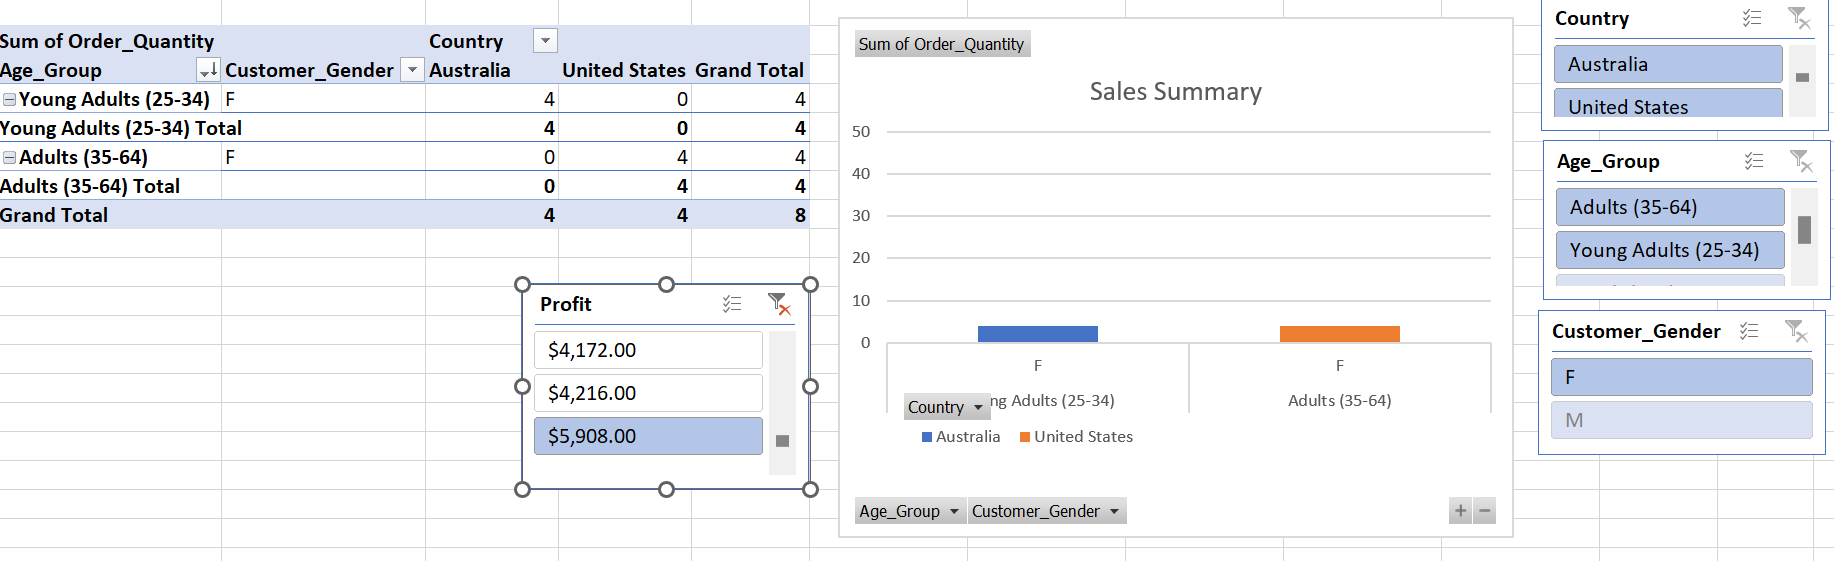 Sum of Order_Quantity Country
Age_Group Customer_Gender Australia United States Grand Total
Young Adults (25-34) F 4 0 4
Young Adults (25-34) Total 4 0 4
Adults (35-64) F 0 4 4
Adults (35-64) Total 0 4 4
Grand Total 4 4 8
Profit
$4,172.00
$4,216.00
$5,908.00
Sum of Order_Quantity
Sales Summary
50
40
30
20
10
0
F F
ng Adults (25-34) Adults (35-64)
Country
Australia United States
Age_Group Customer_Gender
Country
Australia
United States
Age_Group
Adults (35-64)
Young Adults (25-34)
Customer_Gender
F
M